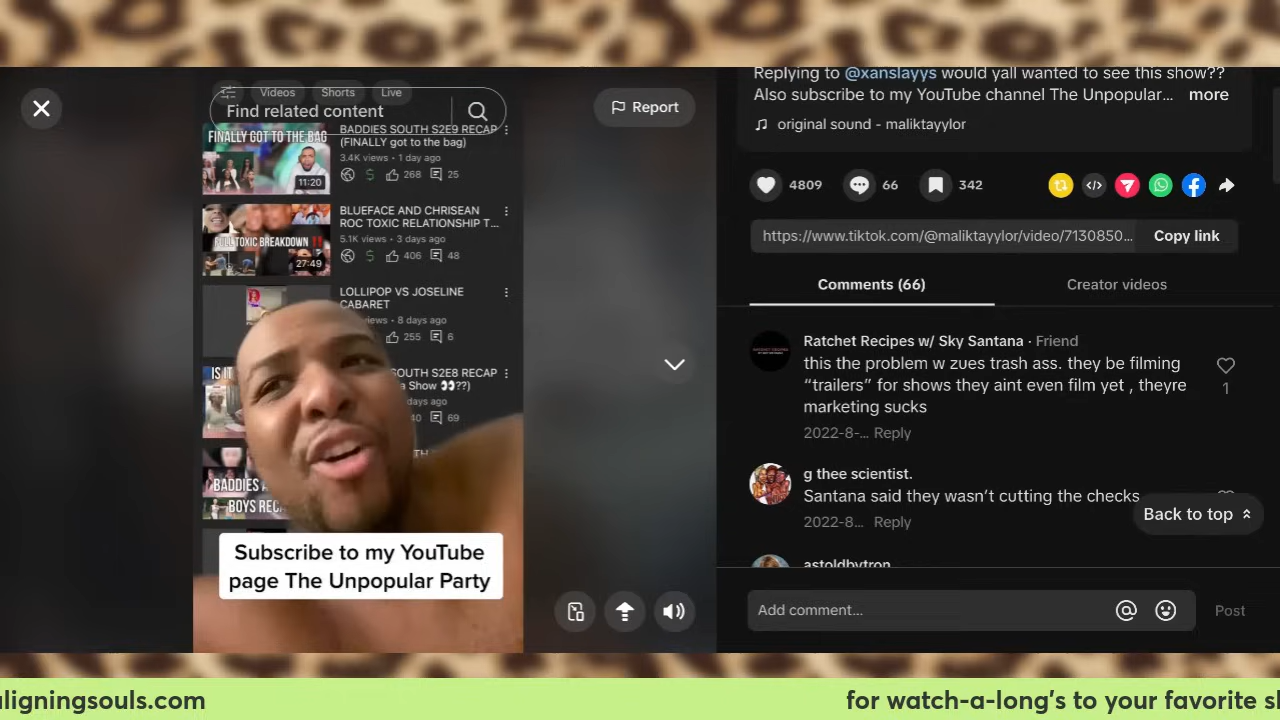 Videos Shorts Live
Find related content
Report
FINALLY GOT TO THE BAG
11:20
BADDIES SOUTH S2E9 RECAP
(FINALLY got to the bag)
3.4K views • 1 day ago
268 25
FULL TOXIC BREAKDOWN
27:49
BLUEFACE AND CHRISEAN
ROC TOXIC RELATIONSHIP T...
5.1K views • 3 days ago
406 48
LOLLIPOP VS JOSELINE
CABARET
views • 8 days ago
255 6
IS IT
SOUTH S2E8 RECAP
a Show 👀??)
days ago
40 69
TH
BADDIES
BOYS REC
Subscribe to my YouTube
page The Unpopular Party
Replying to @xanslayys would yall wanted to see this show??
Also subscribe to my YouTube channel The Unpopular... more
original sound - maliktayylor
4809 66 342
https://www.tiktok.com/@maliktayylor/video/7130850... Copy link
Comments (66) Creator videos
Ratchet Recipes w/ Sky Santana · Friend
this the problem w zues trash ass. they be filming
“trailers” for shows they aint even film yet , theyre
marketing sucks
1
2022-8-... Reply
g thee scientist.
Santana said they wasn’t cutting the checks
2022-8... Reply
Back to top
astoldbytron
Add comment... Post
aligningsouls.com
for watch-a-long's to your favorite s